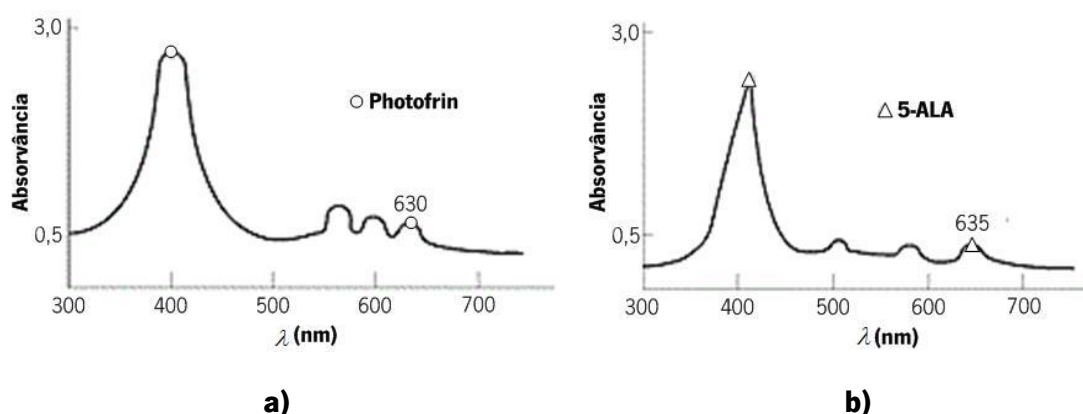 3,0
Absorvância
0,5
○ Photofrin
630
300 400 500 600 700
λ (nm)
a)
3,0
Absorvância
0,5
△ 5-ALA
635
300 400 500 600 700
λ (nm)
b)